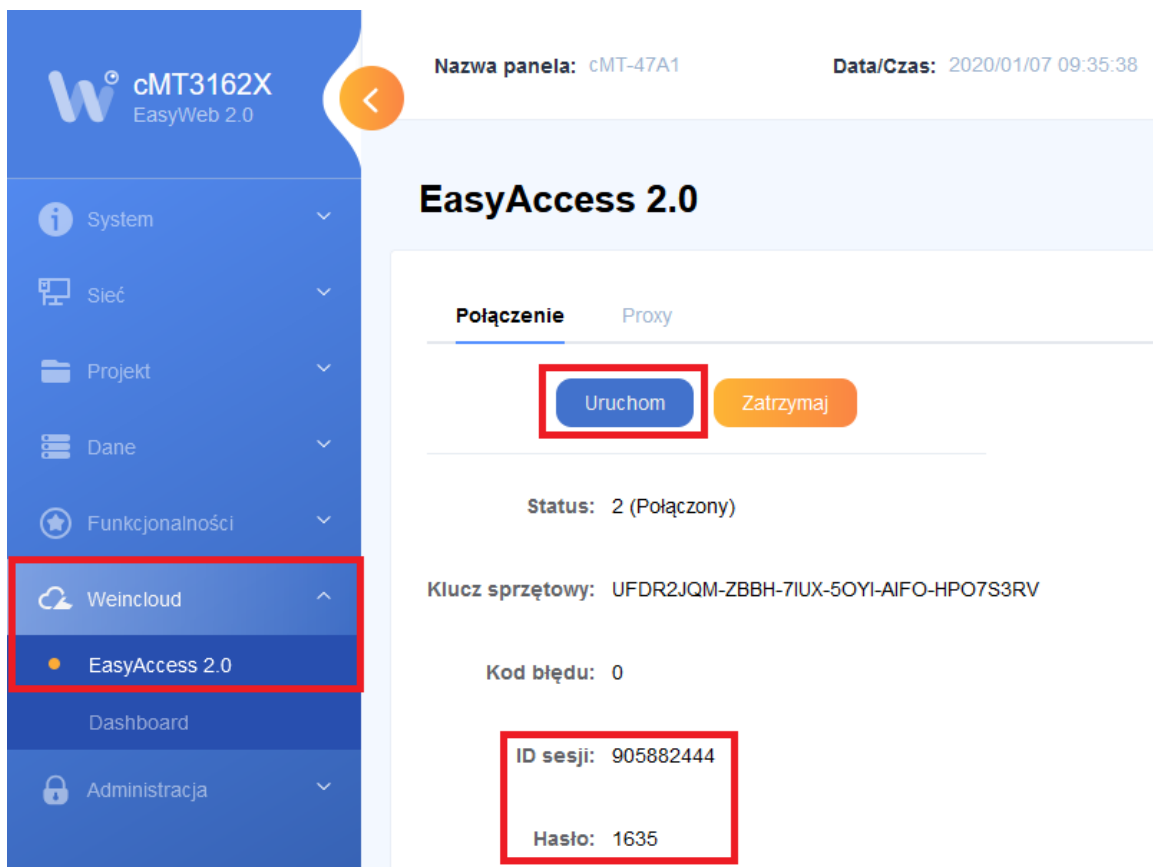 cMT3162X
EasyWeb 2.0
Nazwa panela: cMT-47A1
Data/Czas: 2020/01/07 09:35:38
System
Sieć
Projekt
Dane
Funkcjonalności
Weincloud
EasyAccess 2.0
Dashboard
Administracja
EasyAccess 2.0
Połączenie
Proxy
Uruchom
Zatrzymaj
Status: 2 (Połączony)
Klucz sprzętowy: UFDR2JQM-ZBBH-7IUX-5OYI-AIFO-HPO7S3RV
Kod błędu: 0
ID sesji: 905882444
Hasło: 1635